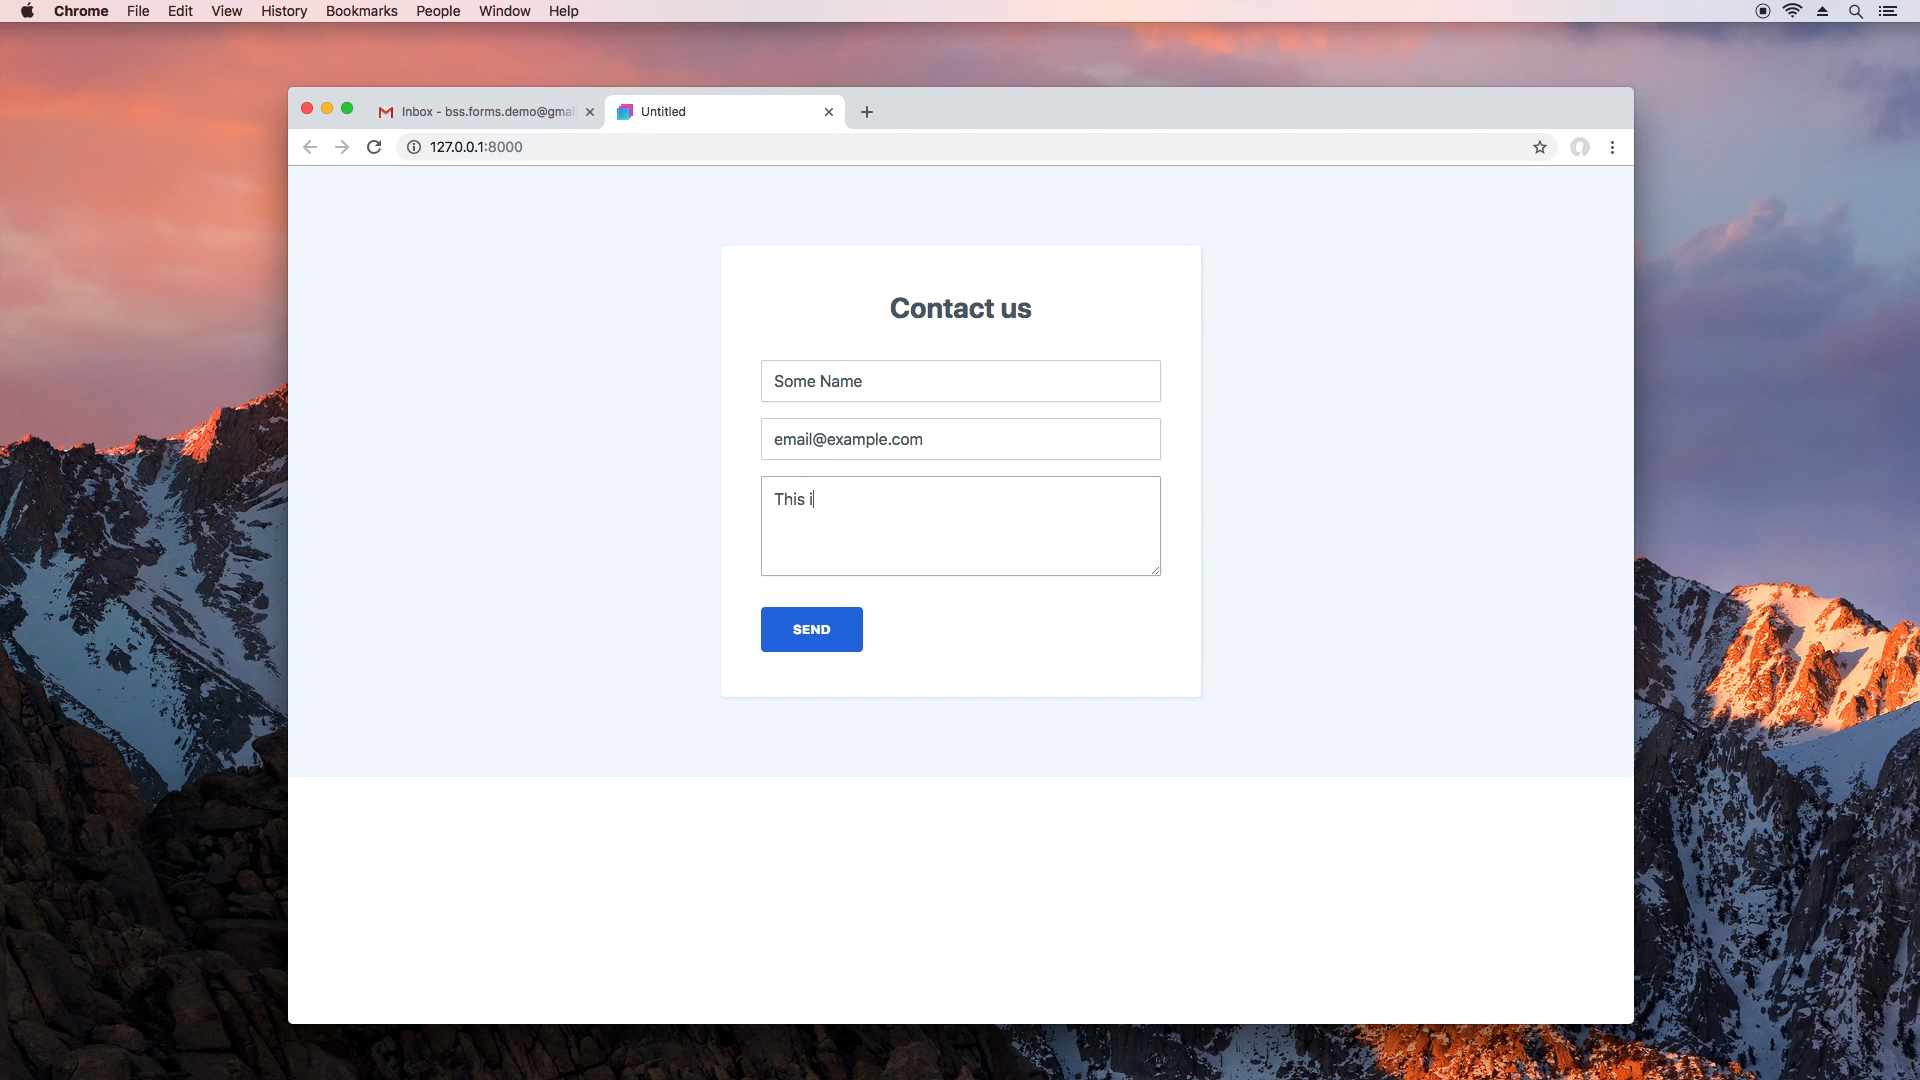 Chrome File Edit View History Bookmarks People Window Help
Inbox - bss.forms.demo@gmai
Untitled
127.0.0.1:8000
Contact us
Some Name
email@example.com
This i
SEND